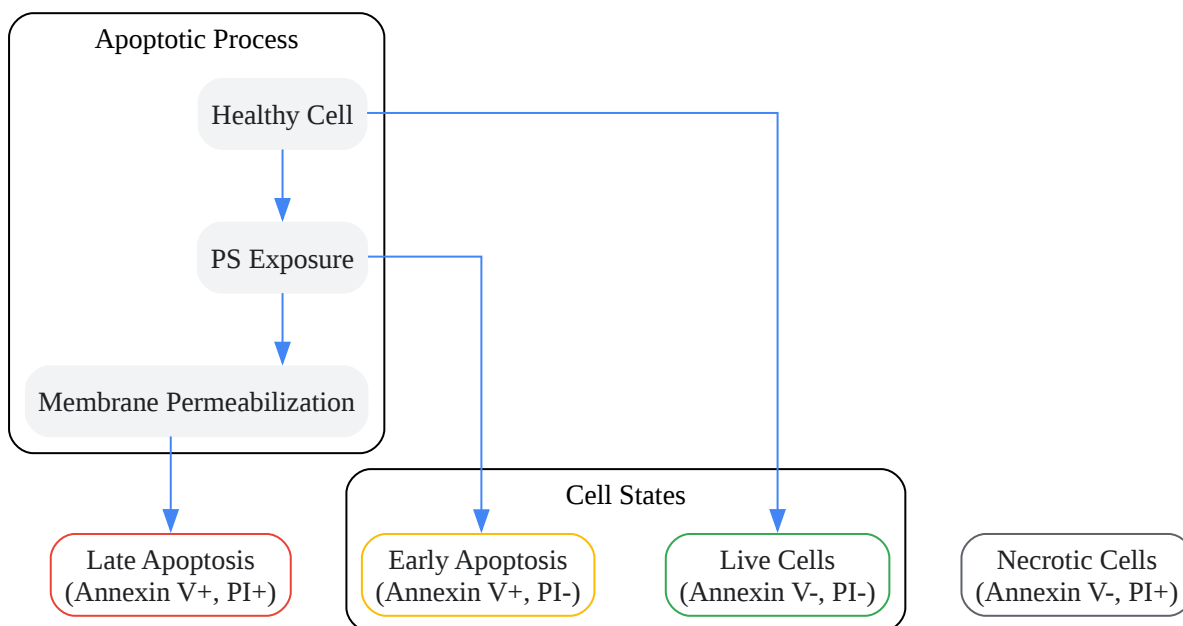 Apoptotic Process
Healthy Cell
PS Exposure
Membrane Permeabilization
Cell States
Late Apoptosis
(Annexin V+, PI+)
Early Apoptosis
(Annexin V+, PI-)
Live Cells
(Annexin V-, PI-)
Necrotic Cells
(Annexin V-, PI+)